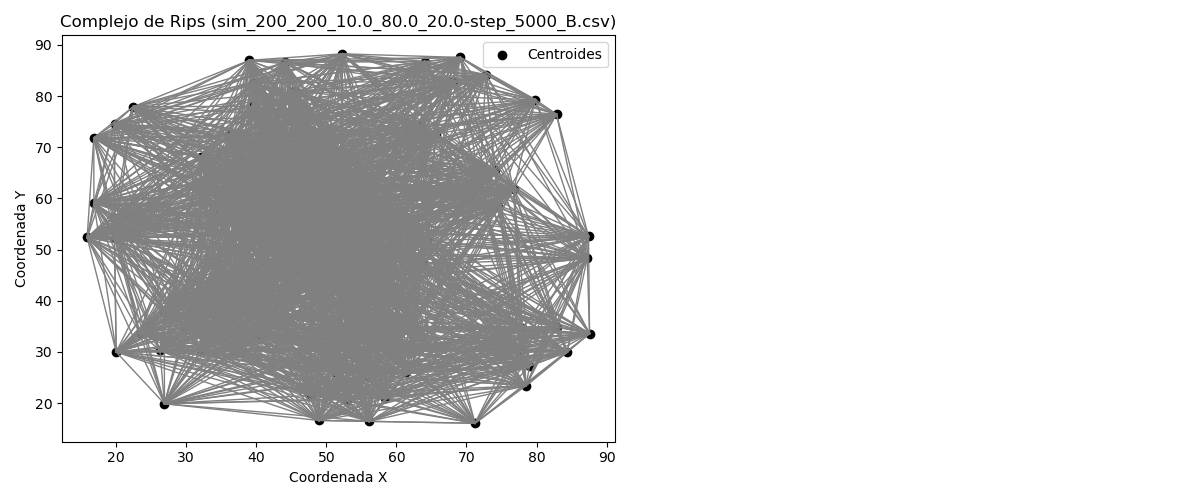 Complejo de Rips (sim_200_200_10.0_80.0_20.0-step_5000_B.csv)
Centroides
90
80
70
60
50
40
30
20
Coordenada Y
20 30 40 50 60 70 80 90
Coordenada X